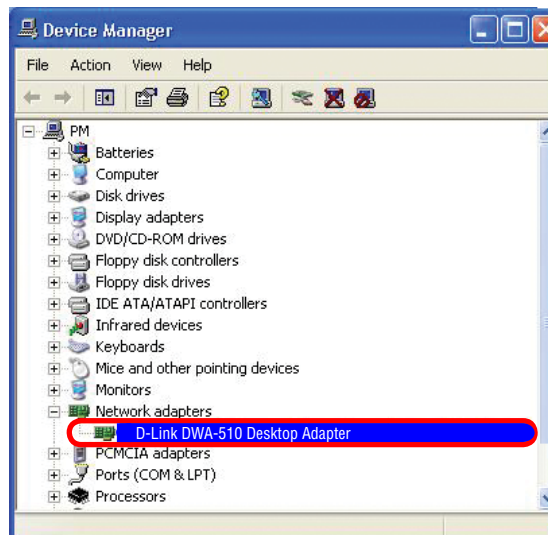 Device Manager
File Action View Help
PM
Batteries
Computer
Disk drives
Display adapters
DVD/CD-ROM drives
Floppy disk controllers
Floppy disk drives
IDE ATA/ATAPI controllers
Infrared devices
Keyboards
Mice and other pointing devices
Monitors
Network adapters
D-Link DWA-510 Desktop Adapter
PCMCIA adapters
Ports (COM & LPT)
Processors